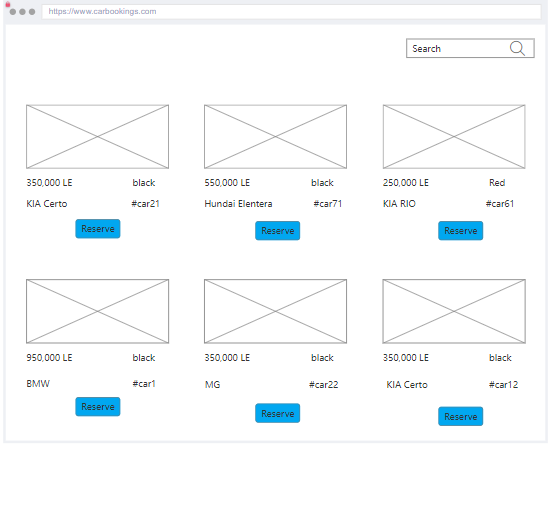 https://www.carbookings.com
Search
350,000 LE black
550,000 LE black
250,000 LE Red
KIA Certo #car21
Hundai Elentera #car71
KIA RIO #car61
Reserve
Reserve
Reserve
950,000 LE black
350,000 LE black
350,000 LE black
BMW #car1
MG #car22
KIA Certo #car12
Reserve
Reserve
Reserve